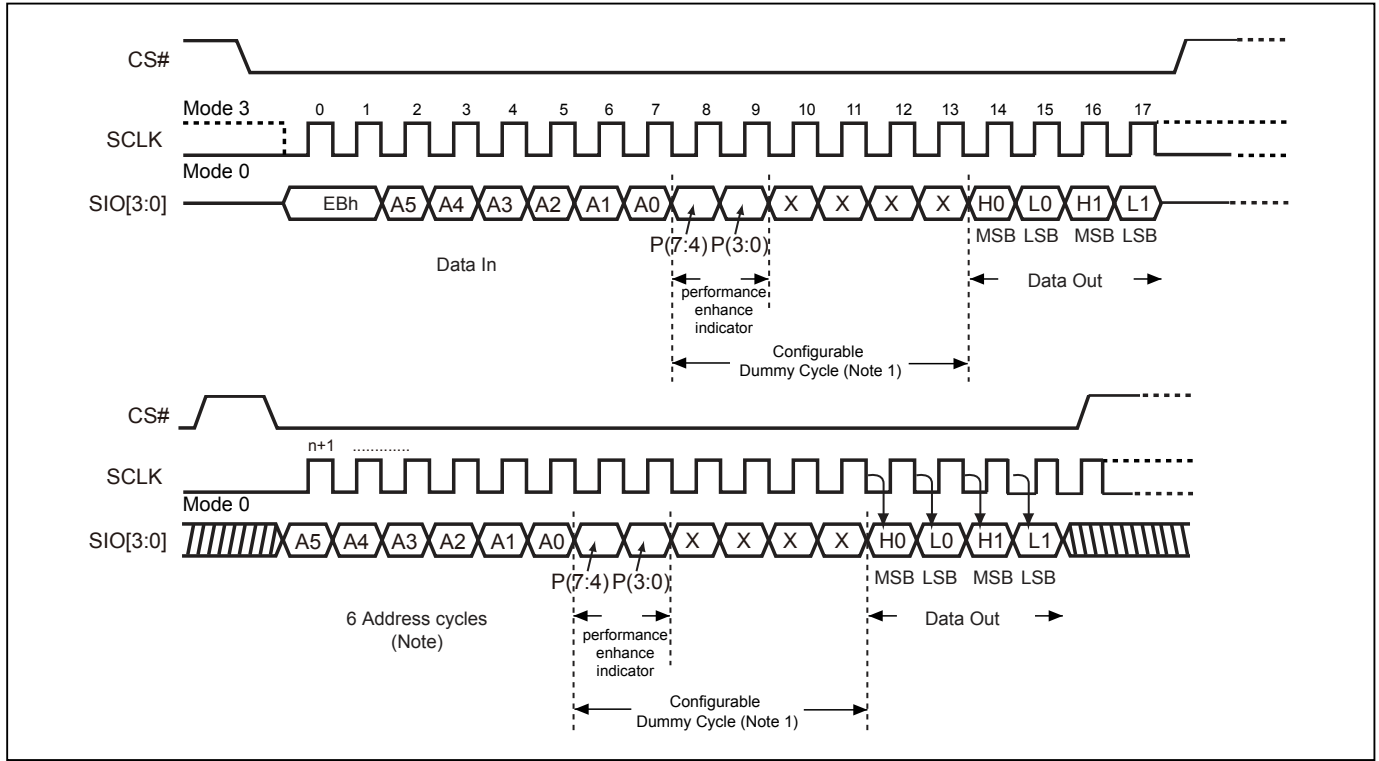 CS#
Mode 3
0 1 2 3 4 5 6 7 8 9 10 11 12 13 14 15 16 17
SCLK
Mode 0
SIO[3:0]
EBh A5 A4 A3 A2 A1 A0 X X X X H0 L0 H1 L1
P(7:4) P(3:0)
MSB LSB MSB LSB
Data In
Data Out
performance
enhance
indicator
Configurable
Dummy Cycle (Note 1)
CS#
n+1 .............
SCLK
Mode 0
SIO[3:0]
A5 A4 A3 A2 A1 A0 X X X X H0 L0 H1 L1
P(7:4) P(3:0)
MSB LSB MSB LSB
6 Address cycles
(Note)
Data Out
performance
enhance
indicator
Configurable
Dummy Cycle (Note 1)